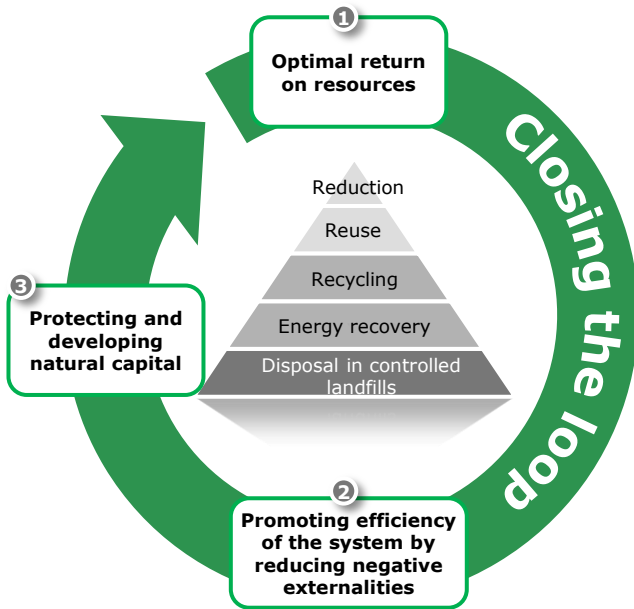 1
Optimal return
on resources
Closing the loop
Reduction
Reuse
Recycling
Energy recovery
Disposal in controlled
landfills
3
Protecting and
developing
natural capital
2
Promoting efficiency
of the system by
reducing negative
externalities